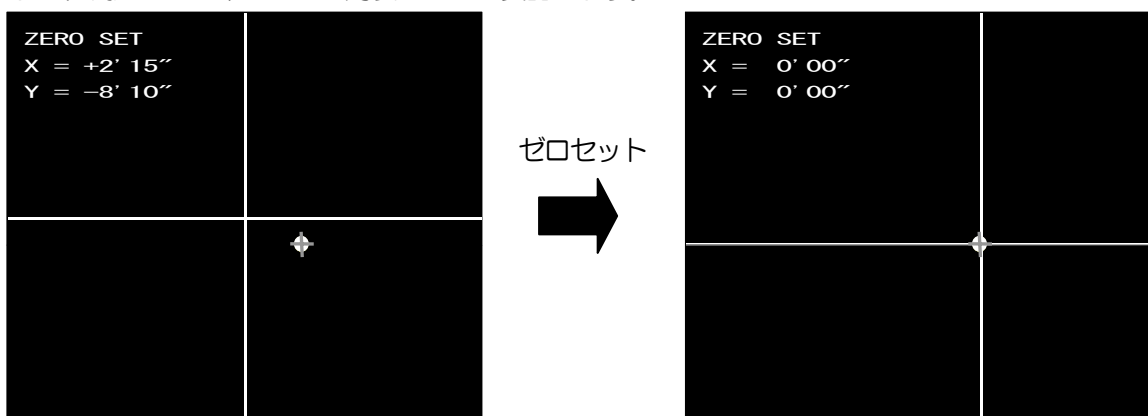 ZERO SET
X = +2' 15″
Y = −8' 10″
ゼロセット
ZERO SET
X = 0' 00″
Y = 0' 00″